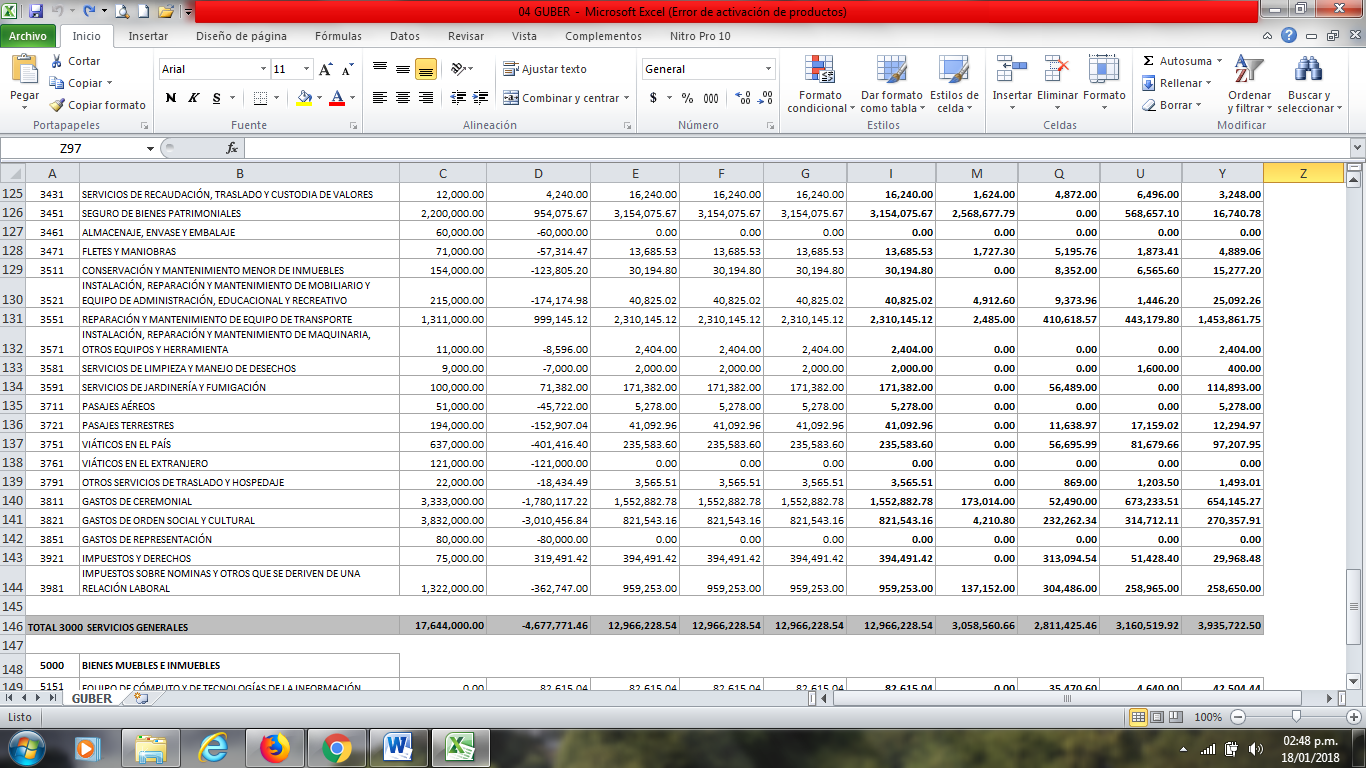 04 GUBER - Microsoft Excel (Error de activación de productos)
Archivo Inicio Insertar Diseño de página Fórmulas Datos Revisar Vista Complementos Nitro Pro 10
Pegar Cortar Copiar Copiar formato Portapapeles
Arial 11 N K S Fuente
Ajustar texto Combinar y centrar Alineación
General $ % 000 Número
Formato condicional Dar formato como tabla Estilos de celda Estilos
Insertar Eliminar Formato Celdas
Σ Autosuma Rellenar Borrar Ordenar y filtrar Buscar y seleccionar Modificar
Z97 fx
A B C D E F G I M Q U Y Z
125 3431 SERVICIOS DE RECAUDACIÓN, TRASLADO Y CUSTODIA DE VALORES 12,000.00 4,240.00 16,240.00 16,240.00 16,240.00 16,240.00 1,624.00 4,872.00 6,496.00 3,248.00
126 3451 SEGURO DE BIENES PATRIMONIALES 2,200,000.00 954,075.67 3,154,075.67 3,154,075.67 3,154,075.67 3,154,075.67 2,568,677.79 0.00 568,657.10 16,740.78
127 3461 ALMACENAJE, ENVASE Y EMBALAJE 60,000.00 -60,000.00 0.00 0.00 0.00 0.00 0.00 0.00 0.00 0.00
128 3471 FLETES Y MANIOBRAS 71,000.00 -57,314.47 13,685.53 13,685.53 13,685.53 13,685.53 1,727.30 5,195.76 1,873.41 4,889.06
129 3511 CONSERVACIÓN Y MANTENIMIENTO MENOR DE INMUEBLES 154,000.00 -123,805.20 30,194.80 30,194.80 30,194.80 30,194.80 0.00 8,352.00 6,565.60 15,277.20
INSTALACIÓN, REPARACIÓN Y MANTENIMIENTO DE MOBILIARIO Y
130 3521 EQUIPO DE ADMINISTRACIÓN, EDUCACIONAL Y RECREATIVO 215,000.00 -174,174.98 40,825.02 40,825.02 40,825.02 40,825.02 4,912.60 9,373.96 1,446.20 25,092.26
131 3551 REPARACIÓN Y MANTENIMIENTO DE EQUIPO DE TRANSPORTE 1,311,000.00 999,145.12 2,310,145.12 2,310,145.12 2,310,145.12 2,310,145.12 2,485.00 410,618.57 443,179.80 1,453,861.75
INSTALACIÓN, REPARACIÓN Y MANTENIMIENTO DE MAQUINARIA,
132 3571 OTROS EQUIPOS Y HERRAMIENTA 11,000.00 -8,596.00 2,404.00 2,404.00 2,404.00 2,404.00 0.00 0.00 0.00 2,404.00
133 3581 SERVICIOS DE LIMPIEZA Y MANEJO DE DESECHOS 9,000.00 -7,000.00 2,000.00 2,000.00 2,000.00 2,000.00 0.00 0.00 1,600.00 400.00
134 3591 SERVICIOS DE JARDINERÍA Y FUMIGACIÓN 100,000.00 71,382.00 171,382.00 171,382.00 171,382.00 171,382.00 0.00 56,489.00 0.00 114,893.00
135 3711 PASAJES AÉREOS 51,000.00 -45,722.00 5,278.00 5,278.00 5,278.00 5,278.00 0.00 0.00 0.00 5,278.00
136 3721 PASAJES TERRESTRES 194,000.00 -152,907.04 41,092.96 41,092.96 41,092.96 41,092.96 0.00 11,638.97 17,159.02 12,294.97
137 3751 VIÁTICOS EN EL PAÍS 637,000.00 -401,416.40 235,583.60 235,583.60 235,583.60 235,583.60 0.00 56,695.99 81,679.66 97,207.95
138 3761 VIÁTICOS EN EL EXTRANJERO 121,000.00 -121,000.00 0.00 0.00 0.00 0.00 0.00 0.00 0.00 0.00
139 3791 OTROS SERVICIOS DE TRASLADO Y HOSPEDAJE 22,000.00 -18,434.49 3,565.51 3,565.51 3,565.51 3,565.51 0.00 869.00 1,203.50 1,493.01
140 3811 GASTOS DE CEREMONIAL 3,333,000.00 -1,780,117.22 1,552,882.78 1,552,882.78 1,552,882.78 1,552,882.78 173,014.00 52,490.00 673,233.51 654,145.27
141 3821 GASTOS DE ORDEN SOCIAL Y CULTURAL 3,832,000.00 -3,010,456.84 821,543.16 821,543.16 821,543.16 821,543.16 4,210.80 232,262.34 314,712.11 270,357.91
142 3851 GASTOS DE REPRESENTACIÓN 80,000.00 -80,000.00 0.00 0.00 0.00 0.00 0.00 0.00 0.00 0.00
143 3921 IMPUESTOS Y DERECHOS 75,000.00 319,491.42 394,491.42 394,491.42 394,491.42 394,491.42 0.00 313,094.54 51,428.40 29,968.48
IMPUESTOS SOBRE NOMINAS Y OTROS QUE SE DERIVEN DE UNA
144 3981 RELACIÓN LABORAL 1,322,000.00 -362,747.00 959,253.00 959,253.00 959,253.00 959,253.00 137,152.00 304,486.00 258,965.00 258,650.00
145
146 TOTAL 3000 SERVICIOS GENERALES 17,644,000.00 -4,677,771.46 12,966,228.54 12,966,228.54 12,966,228.54 12,966,228.54 3,058,560.66 2,811,425.46 3,160,519.92 3,935,722.50
147
148 5000 BIENES MUEBLES E INMUEBLES
149 5151 EQUIPO DE CÓMPUTO Y DE TECNOLOGÍAS DE LA INFORMACIÓN 0.00 82,615.04 82,615.04 82,615.04 82,615.04 82,615.04 0.00 35,470.60 4,640.00 42,504.44
GUBER
Listo 100%
02:48 p.m.
18/01/2018